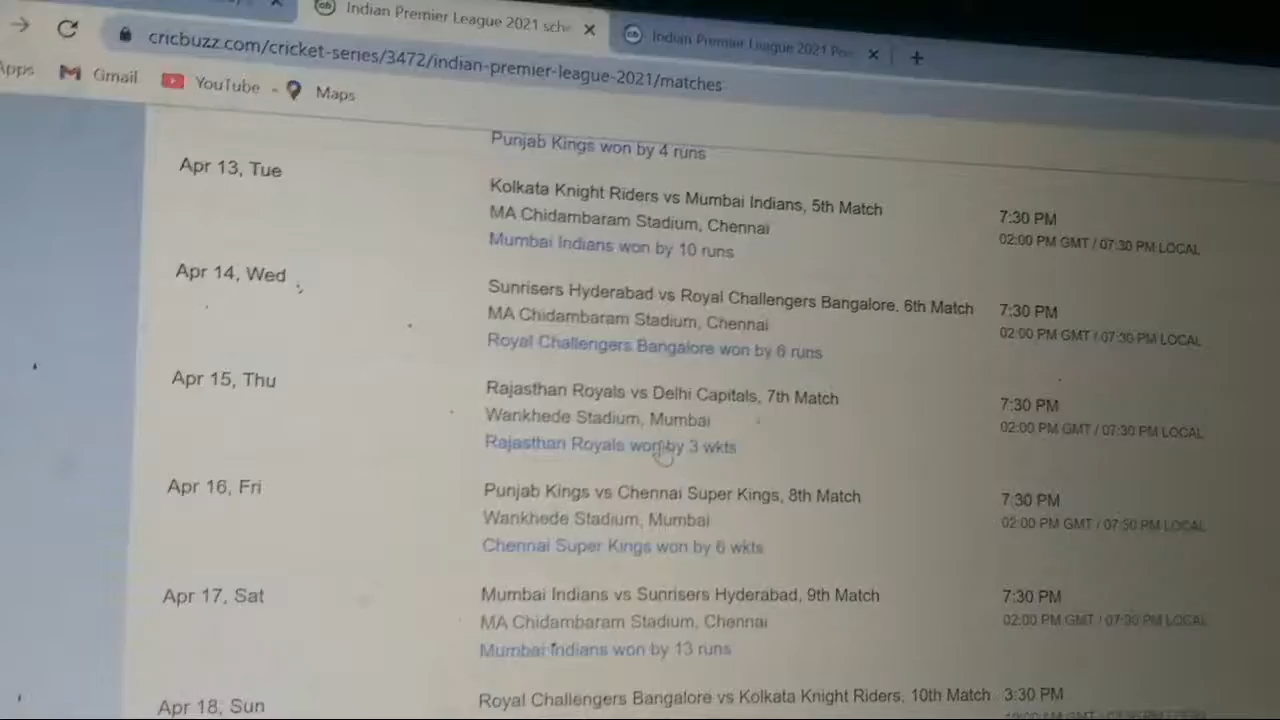 Indian Premier League 2021 sche
Indian Premier League 2021 Poi
cricbuzz.com/cricket-series/3472/indian-premier-league-2021/matches
Apps Gmail YouTube Maps
Punjab Kings won by 4 runs
Apr 13, Tue
Kolkata Knight Riders vs Mumbai Indians, 5th Match 7:30 PM
MA Chidambaram Stadium, Chennai 02:00 PM GMT / 07:30 PM LOCAL
Mumbai Indians won by 10 runs
Apr 14, Wed
Sunrisers Hyderabad vs Royal Challengers Bangalore, 6th Match 7:30 PM
MA Chidambaram Stadium, Chennai 02:00 PM GMT / 07:30 PM LOCAL
Royal Challengers Bangalore won by 6 runs
Apr 15, Thu
Rajasthan Royals vs Delhi Capitals, 7th Match 7:30 PM
Wankhede Stadium, Mumbai 02:00 PM GMT / 07:30 PM LOCAL
Rajasthan Royals won by 3 wkts
Apr 16, Fri
Punjab Kings vs Chennai Super Kings, 8th Match 7:30 PM
Wankhede Stadium, Mumbai 02:00 PM GMT / 07:30 PM LOCAL
Chennai Super Kings won by 6 wkts
Apr 17, Sat
Mumbai Indians vs Sunrisers Hyderabad, 9th Match 7:30 PM
MA Chidambaram Stadium, Chennai 02:00 PM GMT / 07:30 PM LOCAL
Mumbai Indians won by 13 runs
Apr 18, Sun
Royal Challengers Bangalore vs Kolkata Knight Riders, 10th Match 3:30 PM